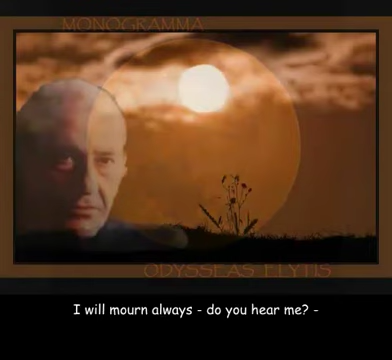 MONOGRAMMA
ODYSSEAS ELYTIS
I will mourn always - do you hear me? -